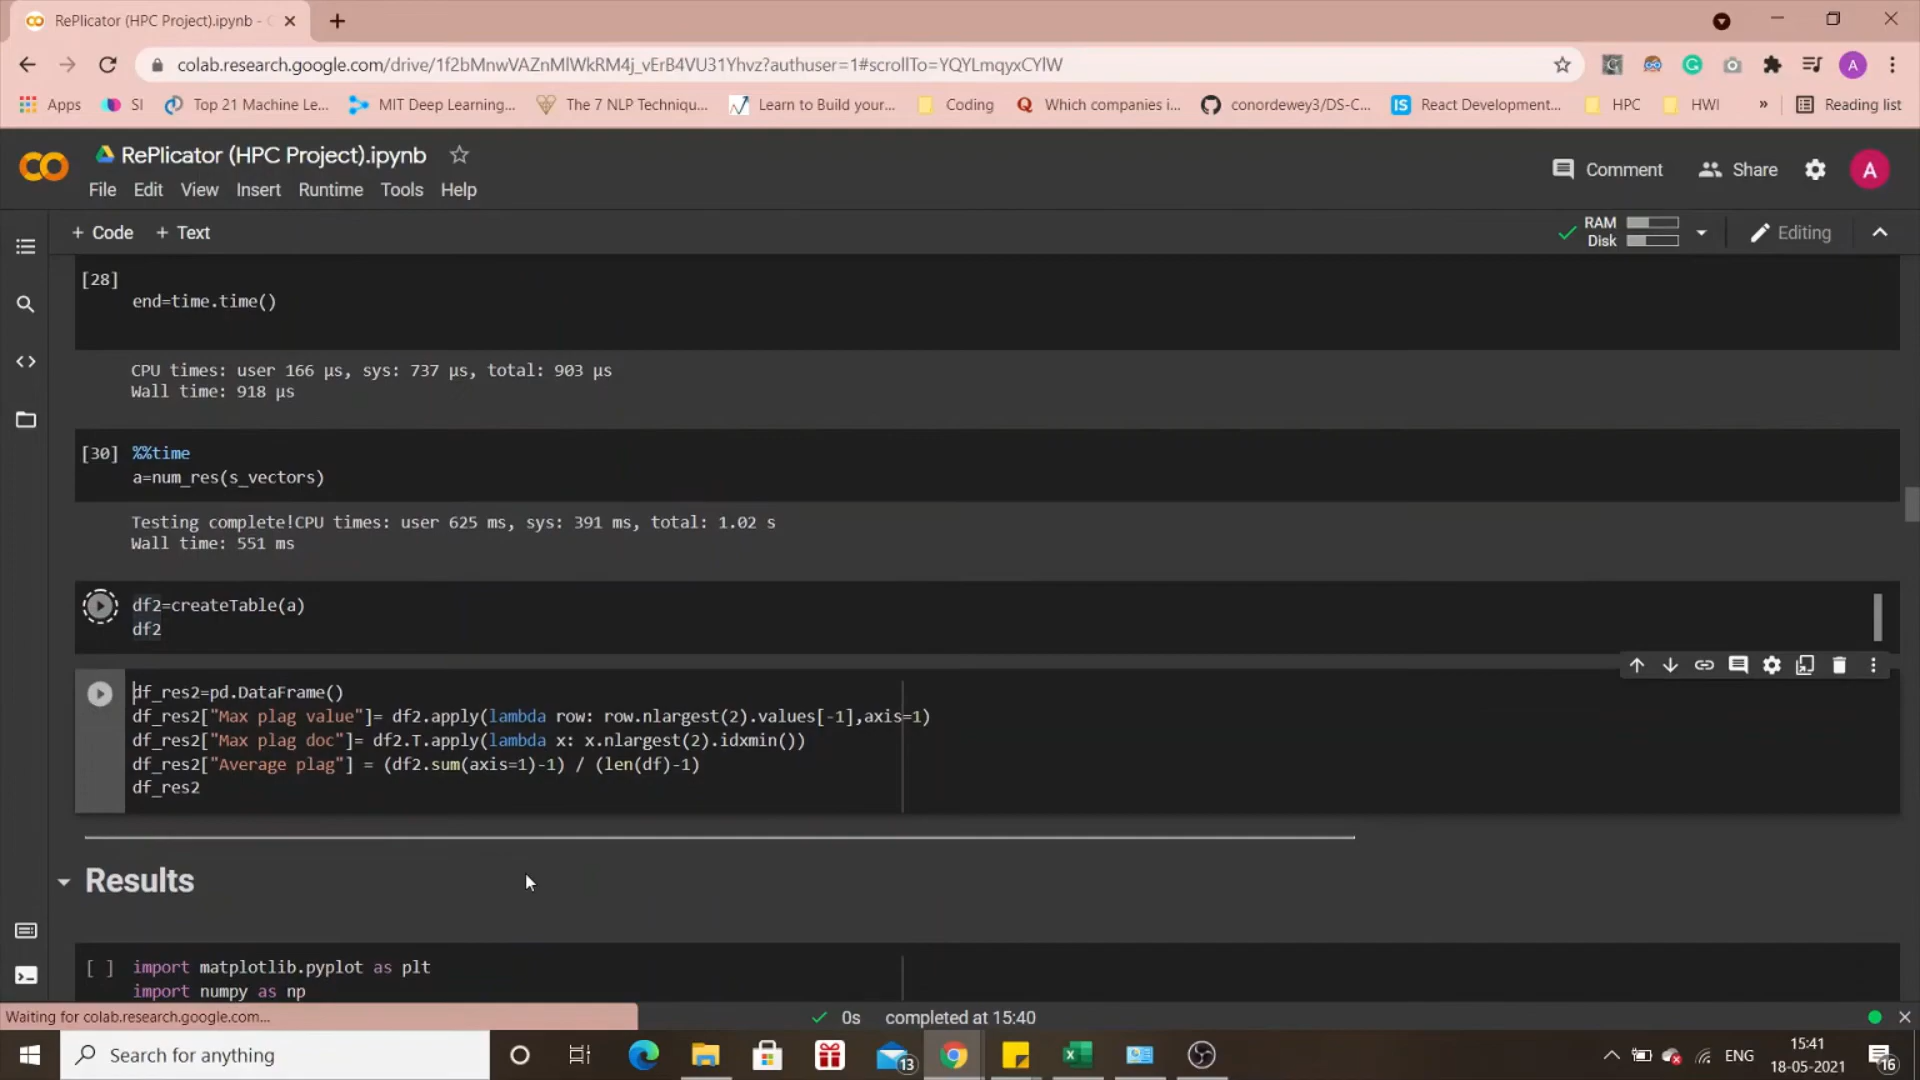 RePlicator (HPC Project).ipynb -
colab.research.google.com/drive/1f2bMnwVAZnMlWkRM4j_vErB4VU31Yhvz?authuser=1#scrollTo=YQYLmqyxCYlW
A
Apps
SI
Top 21 Machine Le...
MIT Deep Learning...
The 7 NLP Techniqu...
Learn to Build your...
Coding
Which companies i...
conordewey3/DS-C...
IS React Development...
HPC
HWI
»
Reading list
RePlicator (HPC Project).ipynb
Comment
Share
A
File Edit View Insert Runtime Tools Help
+ Code + Text
RAM
Disk
Editing
[28]
end=time.time()
CPU times: user 166 µs, sys: 737 µs, total: 903 µs
Wall time: 918 µs
[30] %%time
a=num_res(s_vectors)
Testing complete!CPU times: user 625 ms, sys: 391 ms, total: 1.02 s
Wall time: 551 ms
df2=createTable(a)
df2
df_res2=pd.DataFrame()
df_res2["Max plag value"]= df2.apply(lambda row: row.nlargest(2).values[-1],axis=1)
df_res2["Max plag doc"]= df2.T.apply(lambda x: x.nlargest(2).idxmin())
df_res2["Average plag"] = (df2.sum(axis=1)-1) / (len(df)-1)
df_res2
Results
[ ] import matplotlib.pyplot as plt
import numpy as np
Waiting for colab.research.google.com...
0s completed at 15:40
Search for anything
13
ENG
15:41
18-05-2021
16